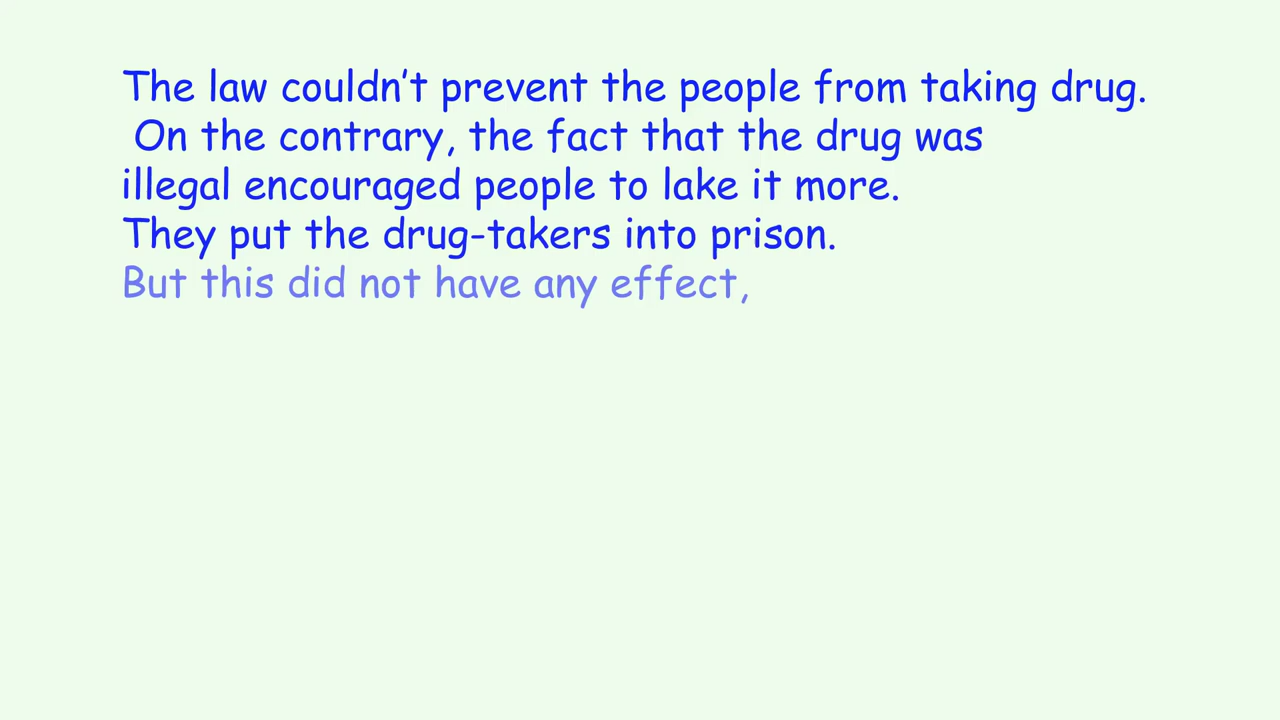 The law couldn't prevent the people from taking drug.
On the contrary, the fact that the drug was
illegal encouraged people to lake it more.
They put the drug-takers into prison.
But this did not have any effect,